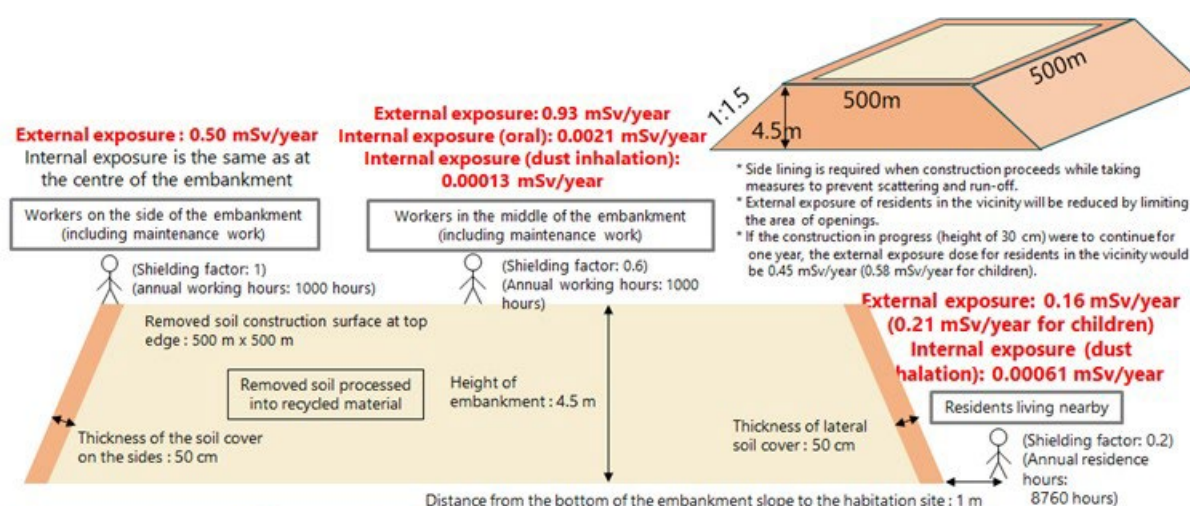 External exposure : 0.50 mSv/year
Internal exposure is the same as at
the centre of the embankment
Workers on the side of the embankment
(including maintenance work)
(Shielding factor: 1)
(annual working hours: 1000 hours)
External exposure: 0.93 mSv/year
Internal exposure (oral): 0.0021 mSv/year
Internal exposure (dust inhalation):
0.00013 mSv/year
Workers in the middle of the embankment
(including maintenance work)
(Shielding factor: 0.6)
(Annual working hours: 1000
hours)
1:1.5
4.5m
500m
500m
* Side lining is required when construction proceeds while taking
measures to prevent scattering and run-off.
* External exposure of residents in the vicinity will be reduced by limiting
the area of openings.
* If the construction in progress (height of 30 cm) were to continue for
one year, the external exposure dose for residents in the vicinity would
be 0.45 mSv/year (0.58 mSv/year for children).
External exposure: 0.16 mSv/year
(0.21 mSv/year for children)
Internal exposure (dust
halation): 0.00061 mSv/year
Residents living nearby
(Shielding factor: 0.2)
(Annual residence
hours:
8760 hours)
Removed soil construction surface at top
edge : 500 m x 500 m
Removed soil processed
into recycled material
Height of
embankment : 4.5 m
Thickness of the soil cover
on the sides : 50 cm
Thickness of lateral
soil cover : 50 cm
Distance from the bottom of the embankment slope to the habitation site : 1 m